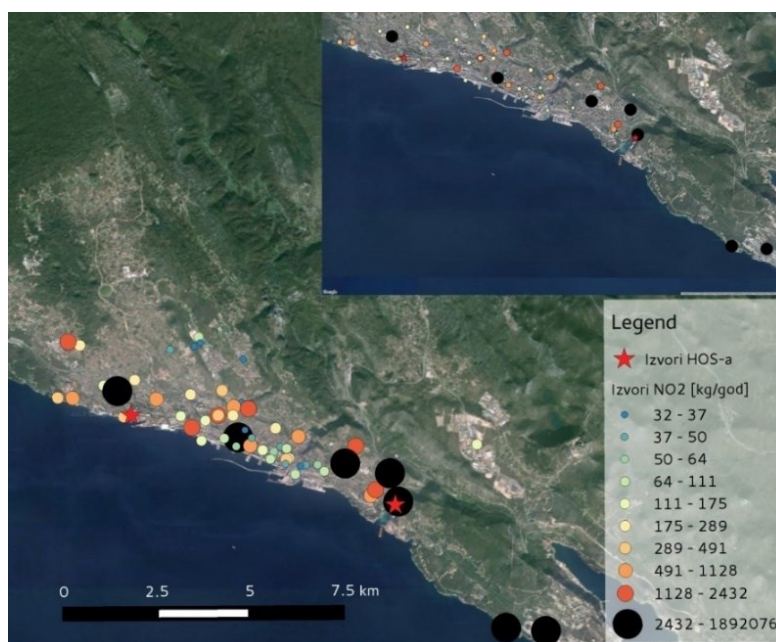 Legend
Izvori HOS-a
Izvori NO2 [kg/god]
32 - 37
37 - 50
50 - 64
64 - 111
111 - 175
175 - 289
289 - 491
491 - 1128
1128 - 2432
2432 - 1892076
0 2.5 5 7.5 km